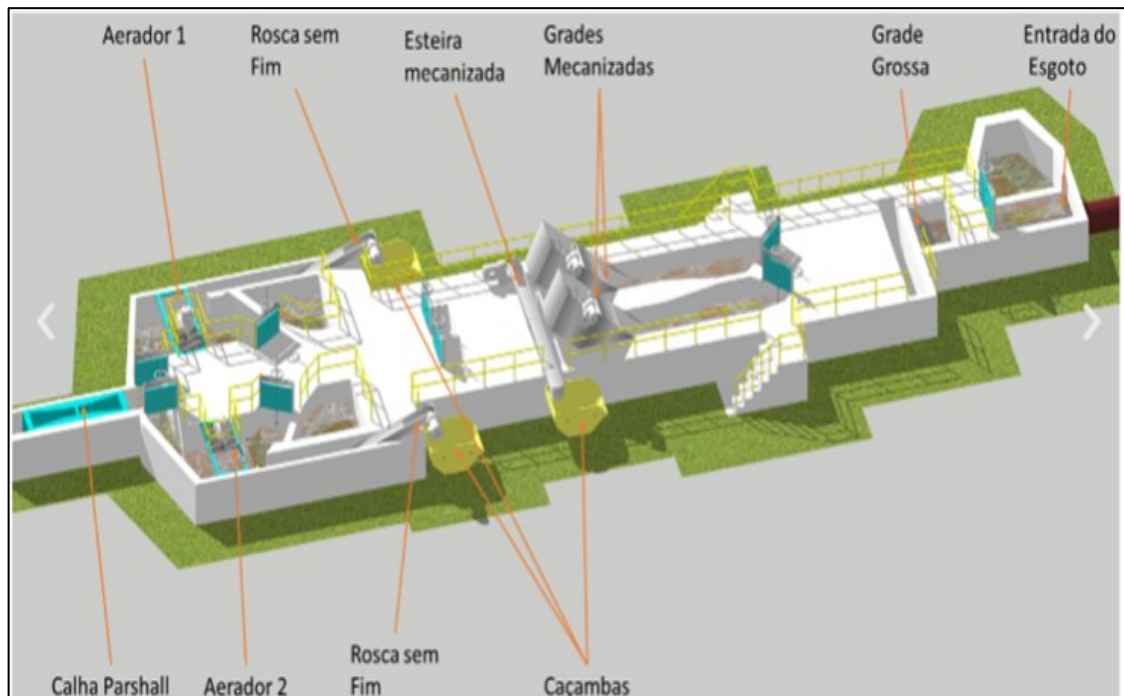 Aerador 1
Rosca sem
Fim
Esteira
mecanizada
Grades
Mecanizadas
Grade
Grossa
Entrada do
Esgoto
Calha Parshall
Aerador 2
Rosca sem
Fim
Caçambas